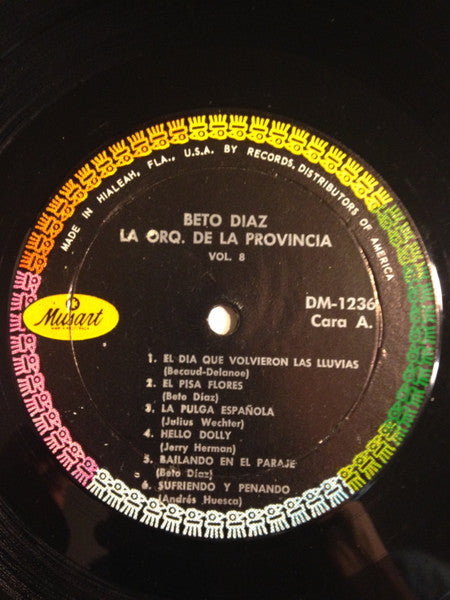 MADE IN HIALEAH, FLA., U.S.A. BY RECORDS, DISTRIBUTORS OF AMERICA
BETO DIAZ
LA ORQ. DE LA PROVINCIA
VOL. 8
DM-1236
Cara A.
Musart
1. EL DIA QUE VOLVIERON LAS LLUVIAS
(Becaud-Delanoe)
2. EL PISA FLORES
(Beto Díaz)
3. LA PULGA ESPAÑOLA
(Julius Wechter)
4. HELLO DOLLY
(Jerry Herman)
5. BAILANDO EN EL PARAJE
(Beto Díaz)
6. SUFRIENDO Y PENANDO
(Andrés Huesca)